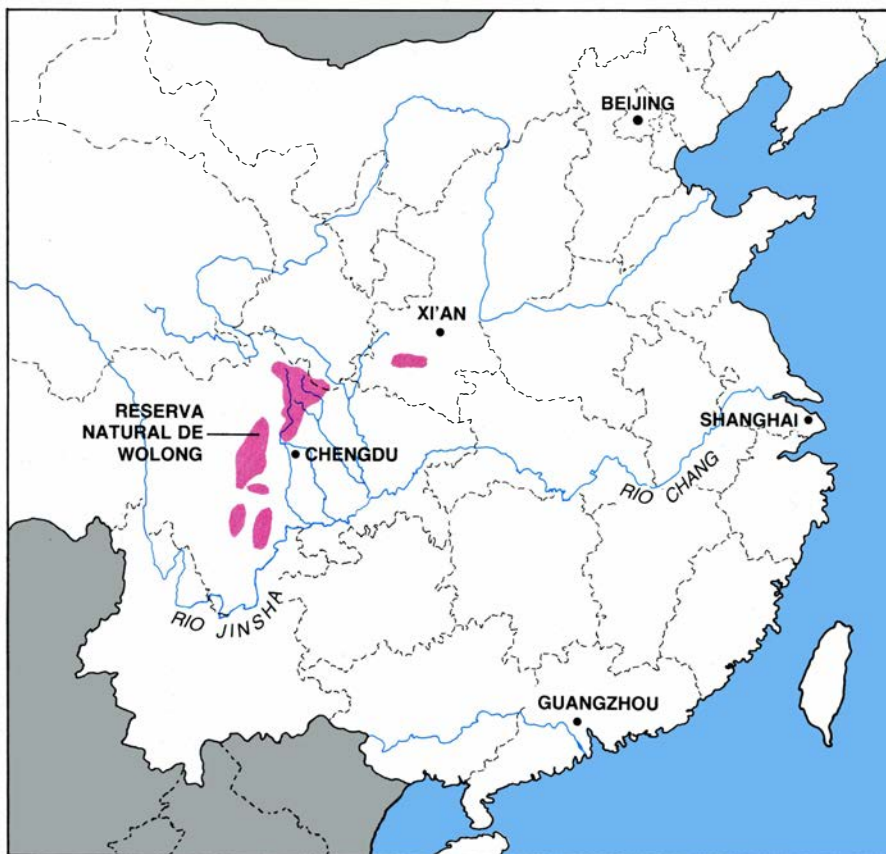 BEIJING
XI'AN
RESERVA
NATURAL DE
WOLONG
CHENGDU
SHANGHAI
RIO CHANG
RIO JINSHA
GUANGZHOU